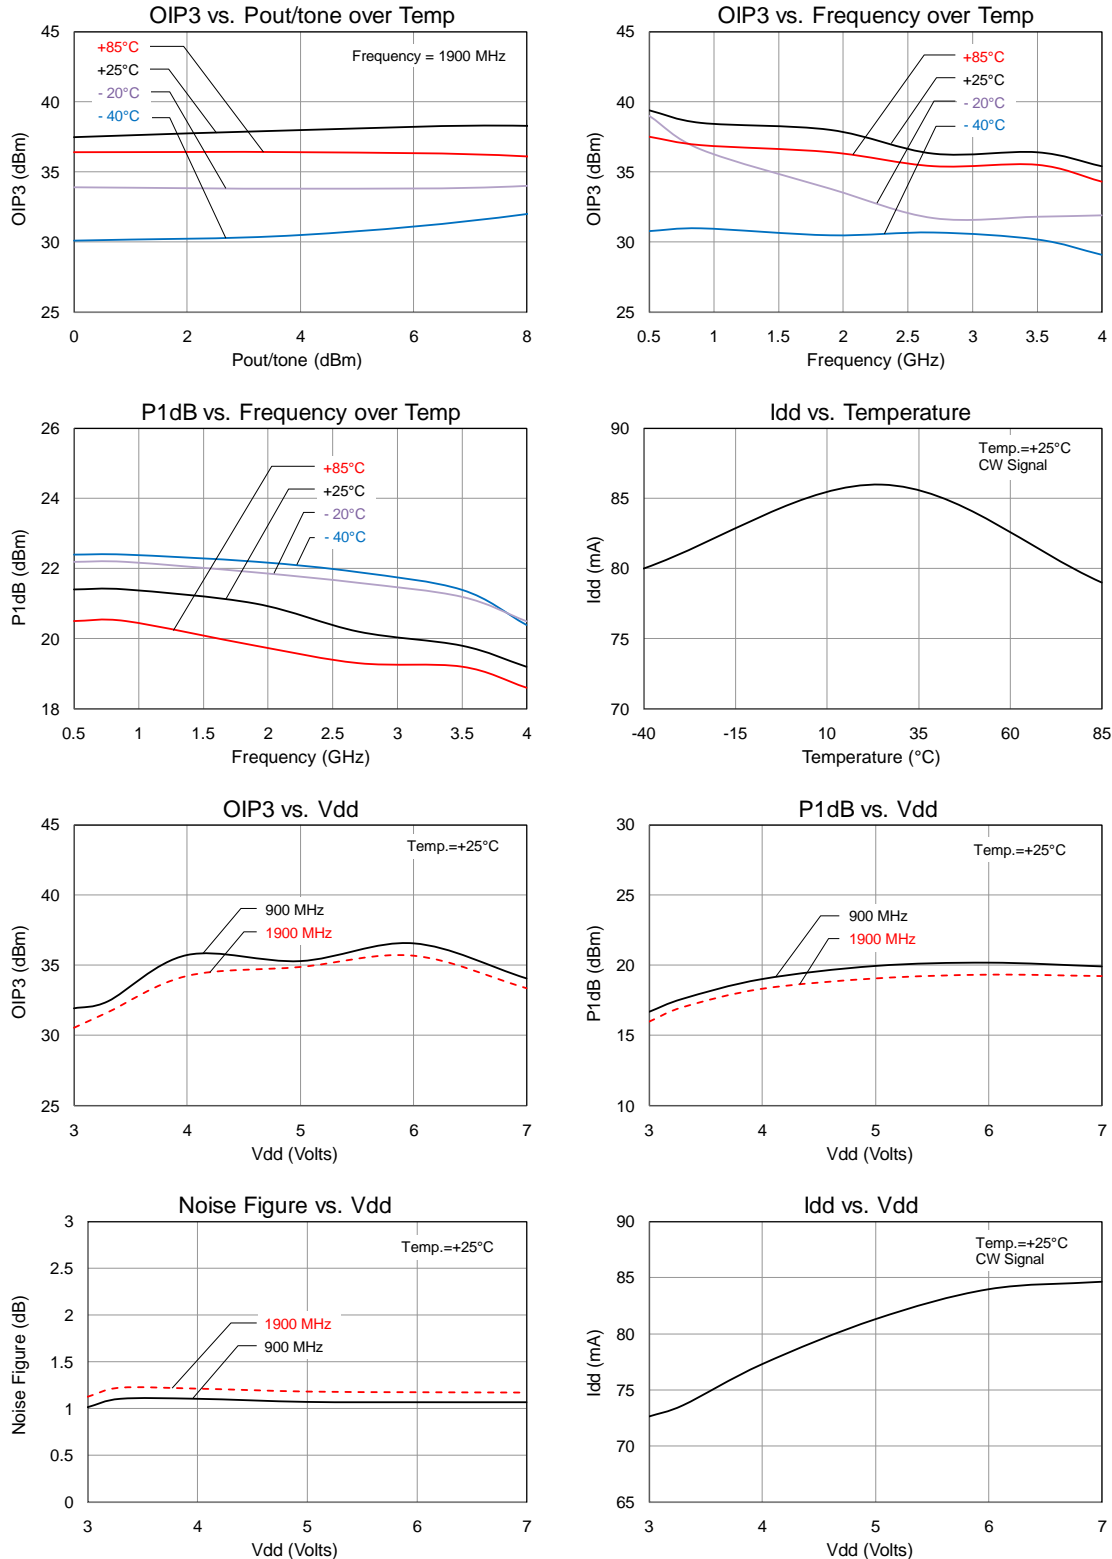 OIP3 vs. Pout/tone over Temp
45
40
35
30
25
OIP3 (dBm)
+85°C
+25°C
- 20°C
- 40°C
Frequency = 1900 MHz
0 2 4 6 8
Pout/tone (dBm)
OIP3 vs. Frequency over Temp
45
40
35
30
25
OIP3 (dBm)
+85°C
+25°C
- 20°C
- 40°C
0.5 1 1.5 2 2.5 3 3.5 4
Frequency (GHz)
P1dB vs. Frequency over Temp
26
24
22
20
18
P1dB (dBm)
+85°C
+25°C
- 20°C
- 40°C
0.5 1 1.5 2 2.5 3 3.5 4
Frequency (GHz)
Idd vs. Temperature
90
85
80
75
70
Idd (mA)
Temp.=+25°C
CW Signal
-40 -15 10 35 60 85
Temperature (°C)
OIP3 vs. Vdd
45
40
35
30
25
OIP3 (dBm)
Temp.=+25°C
900 MHz
1900 MHz
3 4 5 6 7
Vdd (Volts)
P1dB vs. Vdd
30
25
20
15
10
P1dB (dBm)
Temp.=+25°C
900 MHz
1900 MHz
3 4 5 6 7
Vdd (Volts)
Noise Figure vs. Vdd
3
2.5
2
1.5
1
0.5
0
Noise Figure (dB)
Temp.=+25°C
1900 MHz
900 MHz
3 4 5 6 7
Vdd (Volts)
Idd vs. Vdd
90
85
80
75
70
65
Idd (mA)
Temp.=+25°C
CW Signal
3 4 5 6 7
Vdd (Volts)